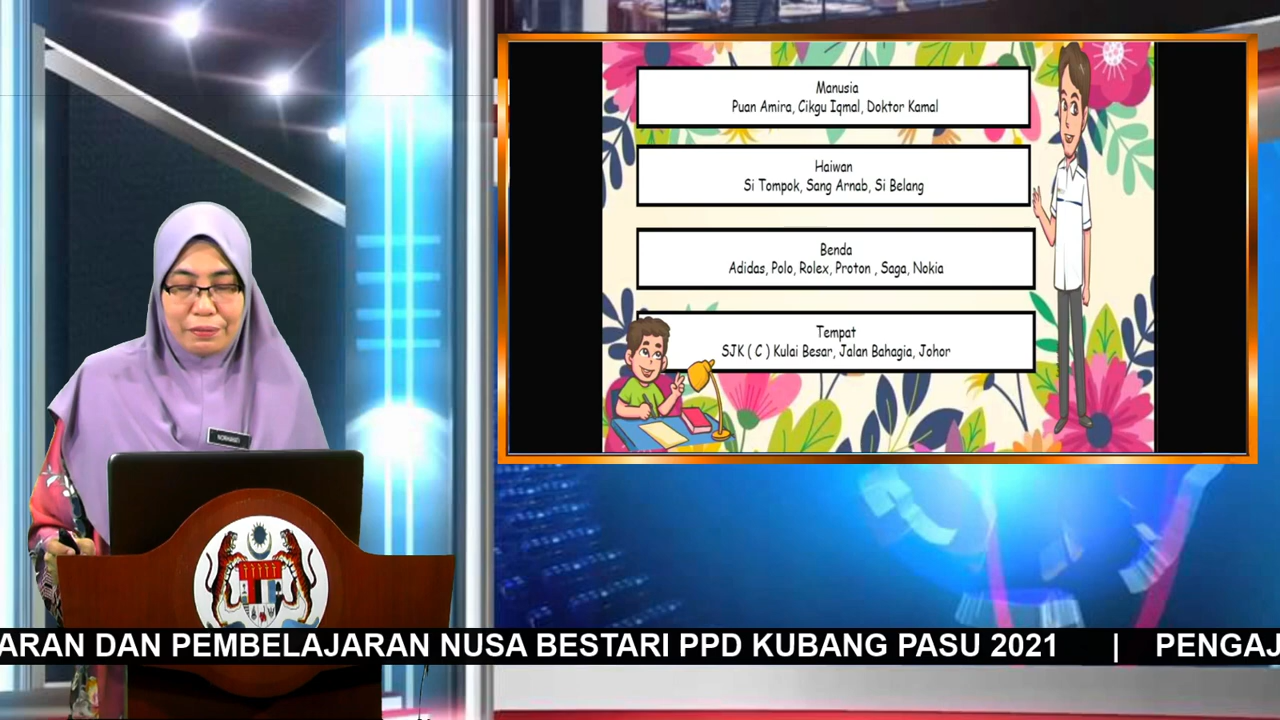 Manusia
Puan Amira, Cikgu Iqmal, Doktor Kamal
Haiwan
Si Tompok, Sang Arnab, Si Belang
Benda
Adidas, Polo, Rolex, Proton , Saga, Nokia
Tempat
SJK ( C ) Kulai Besar, Jalan Bahagia, Johor
ARAN DAN PEMBELAJARAN NUSA BESTARI PPD KUBANG PASU 2021 | PENGAJ